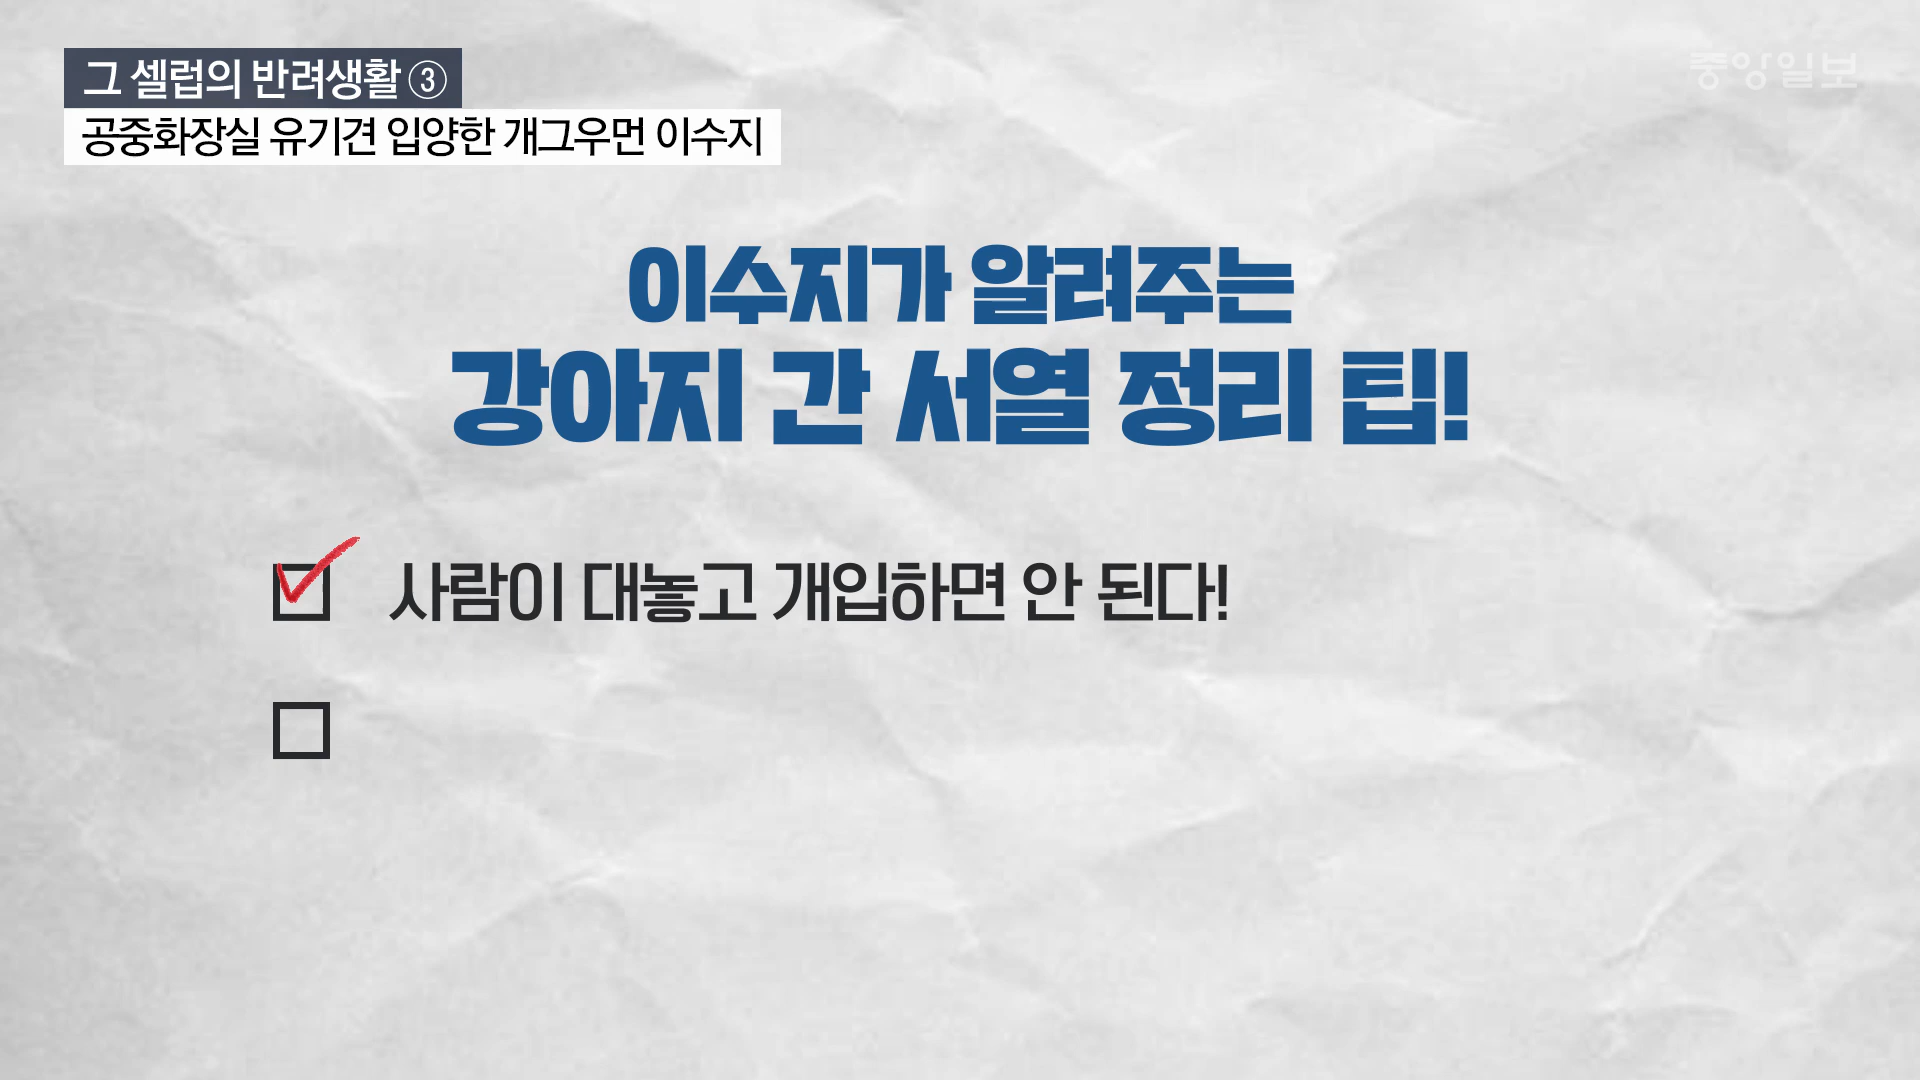 그 셀럽의 반려생활 ③
중앙일보
공중화장실 유기견 입양한 개그우먼 이수지
이수지가 알려주는
강아지 간 서열 정리 팁!
사람이 대놓고 개입하면 안 된다!